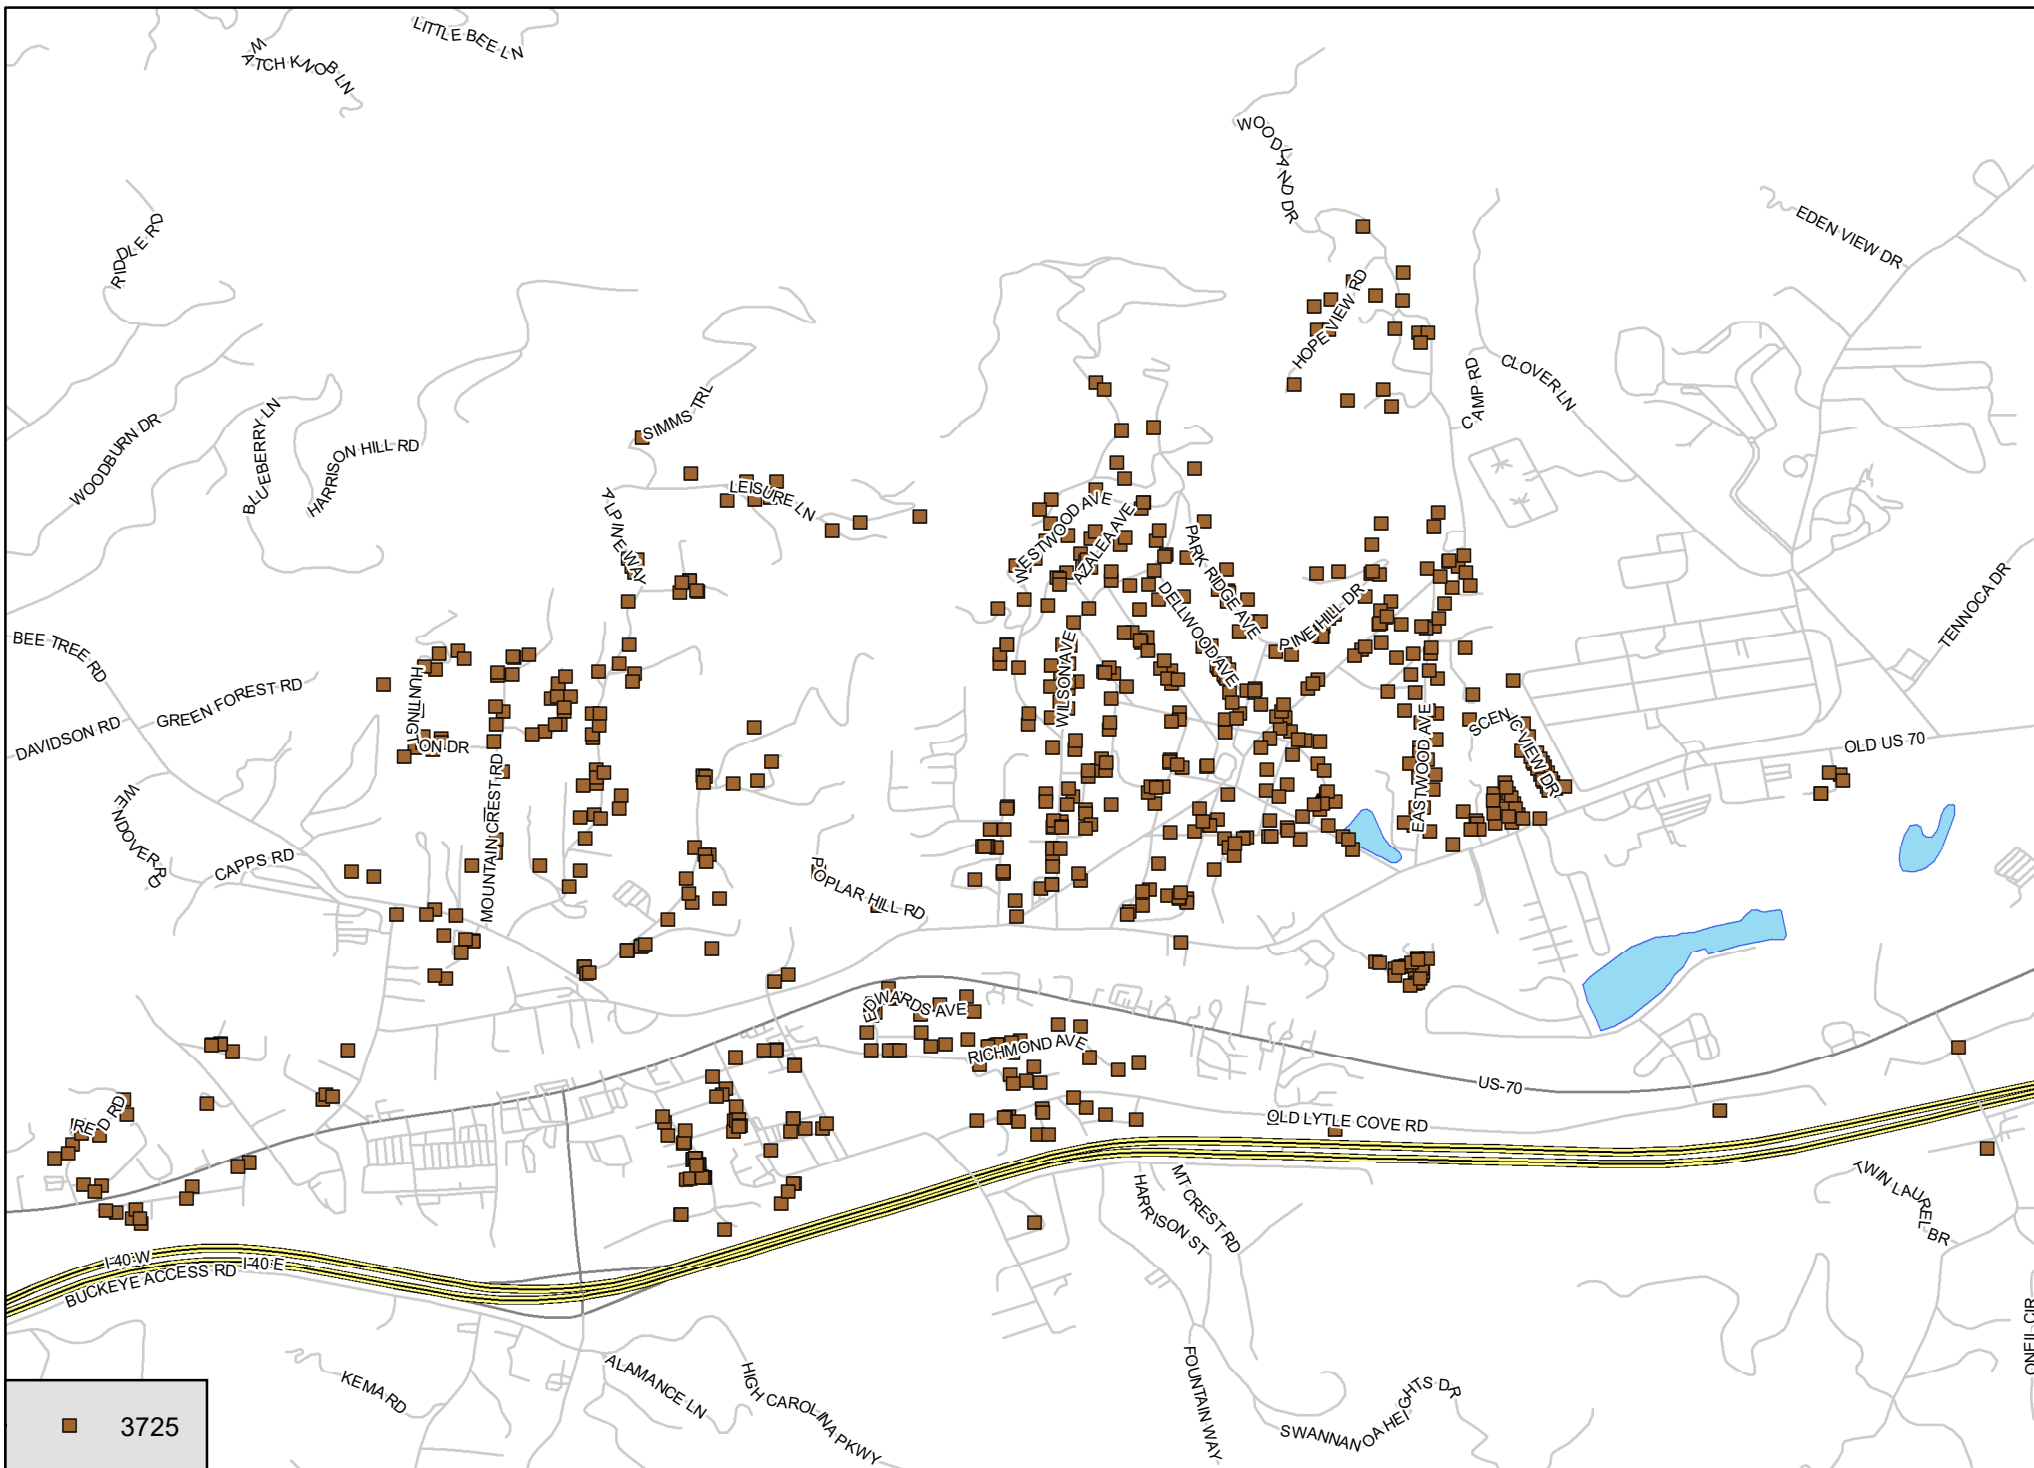 LITTLE BEE LN
WATCH KNOB LN
WOODLAND DR
RIDDLE RD
EDEN VIEW DR
HOPE VIEW RD
CAMP RD
CLOVER LN
SIMMS TRL
WOODBURN DR
BLUEBERRY LN
HARRISON HILL RD
LEISURE LN
ALPINE WAY
WESTWOOD AVE
AZALEA AVE
PARK RIDGE AVE
DELLWOOD AVE
PINE HILL DR
TENNOCA DR
BEE TREE RD
GREEN FOREST RD
DAVIDSON RD
HUNTINGTON DR
WILSON AVE
EASTWOOD AVE
SCENIC VIEW DR
OLD US 70
MOUNTAIN CREST RD
WENDOVER RD
CAPPS RD
POPLAR HILL RD
EDWARDS AVE
RICHMOND AVE
US-70
OLD LYTLE COVE RD
IRED RD
MT CREST RD
HARRISON ST
TWIN LAUREL BR
I-40 W
I-40 E
BUCKEYE ACCESS RD
ONEIL CIR
KEMA RD
ALAMANCE LN
HIGH CAROLINA PKWY
FOUNTAIN WAY
SWANNANOA HEIGHTS DR
3725